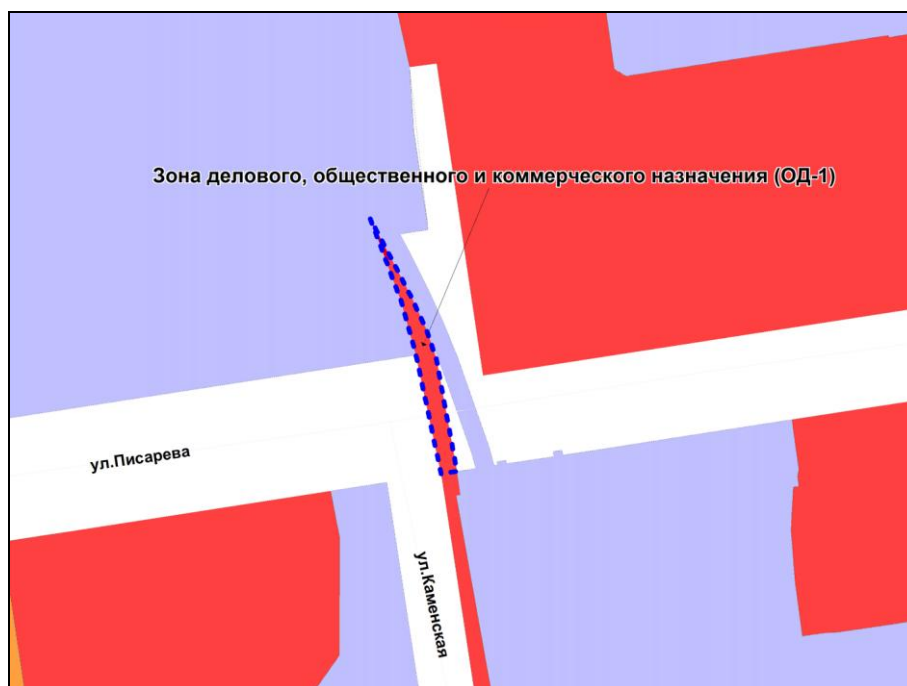 Зона делового, общественного и коммерческого назначения (ОД-1)
ул.Писарева
ул.Каменская